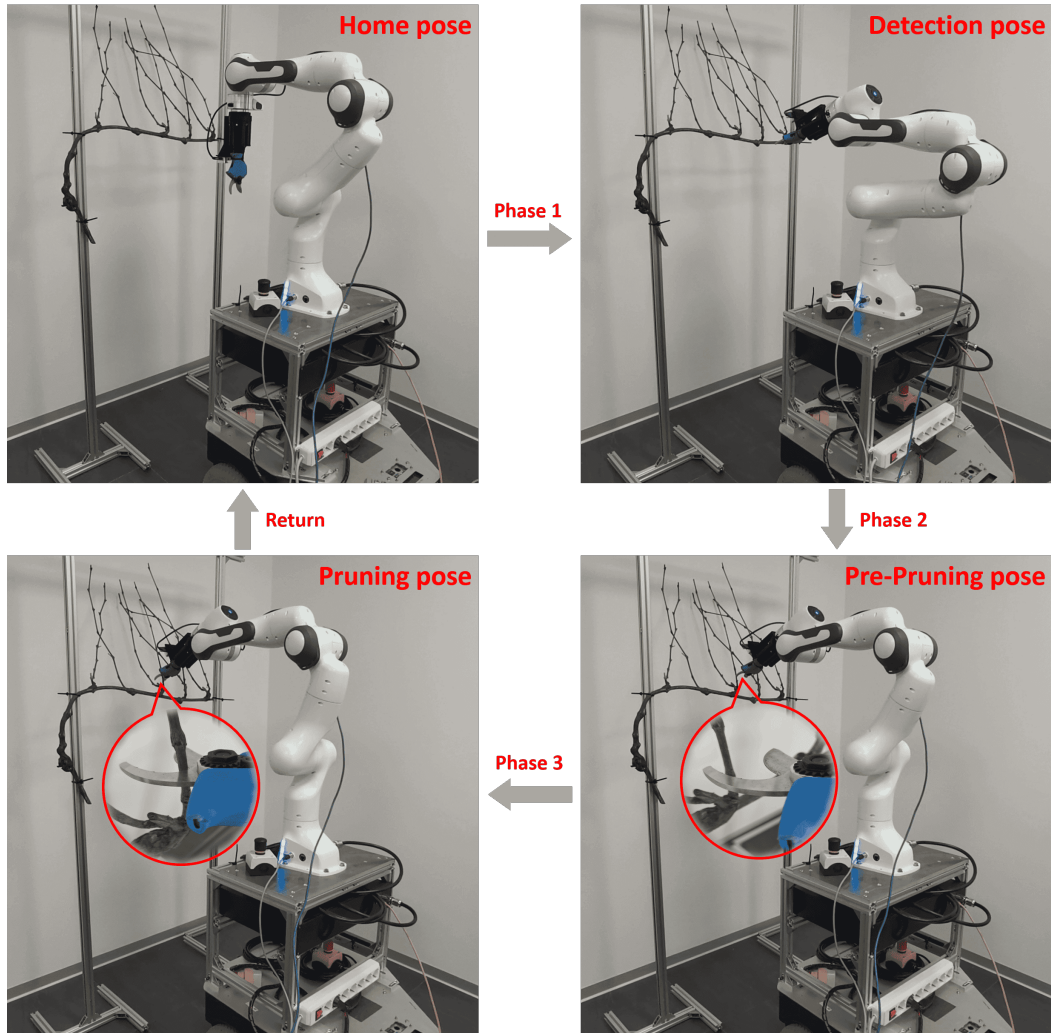 Home pose
Detection pose
Phase 1
Return
Phase 2
Pruning pose
Pre-Pruning pose
Phase 3